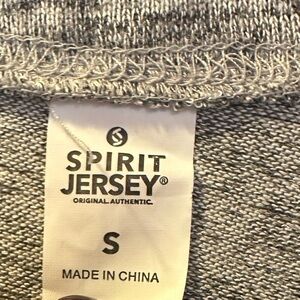 S
SPIRIT
JERSEY®
ORIGINAL. AUTHENTIC.
S
MADE IN CHINA